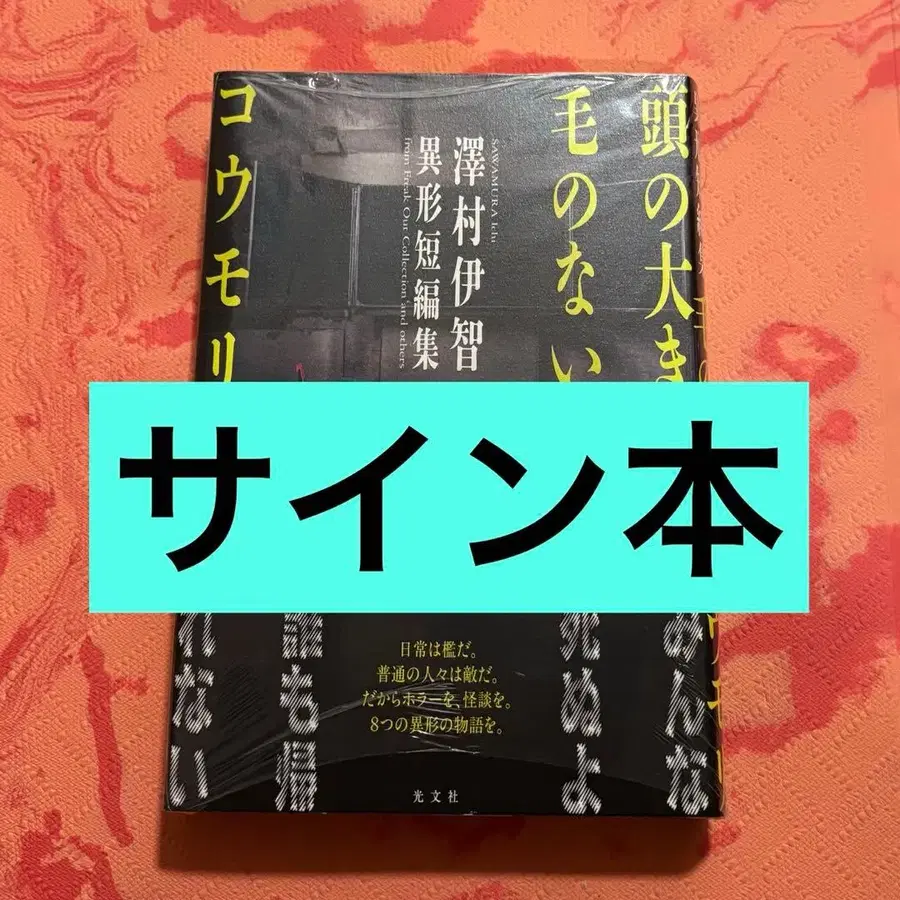 頭の大き
毛のない
コウモリ
澤村伊智
SAWAMURA Ichi
異形短編集
from Freak Out Collection and others
サイン本
みんな
死ぬよ
誰も帰
れない
日常は檻だ。
普通の人々は敵だ。
だからホラーを、怪談を。
8つの異形の物語を。
光文社